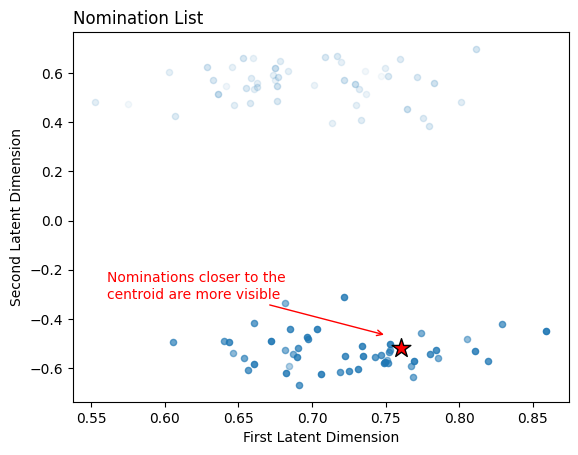 Nomination List
Second Latent Dimension
0.6
0.4
0.2
0.0
−0.2
−0.4
−0.6
Nominations closer to the
centroid are more visible
0.55 0.60 0.65 0.70 0.75 0.80 0.85
First Latent Dimension